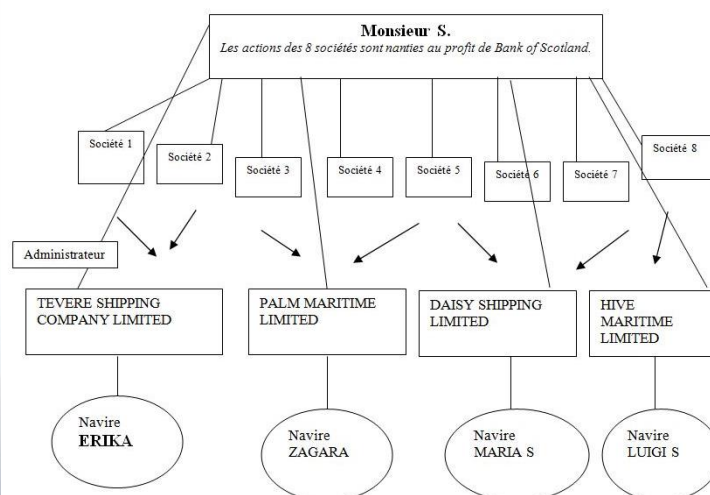 Monsieur S.
Les actions des 8 sociétés sont nanties au profit de Bank of Scotland.
Société 1
Société 2
Société 3
Société 4
Société 5
Société 6
Société 7
Société 8
Administrateur
TEVERE SHIPPING
COMPANY LIMITED
PALM MARITIME
LIMITED
DAISY SHIPPING
LIMITED
HIVE
MARITIME
LIMITED
Navire
ERIKA
Navire
ZAGARA
Navire
MARIA S
Navire
LUIGI S